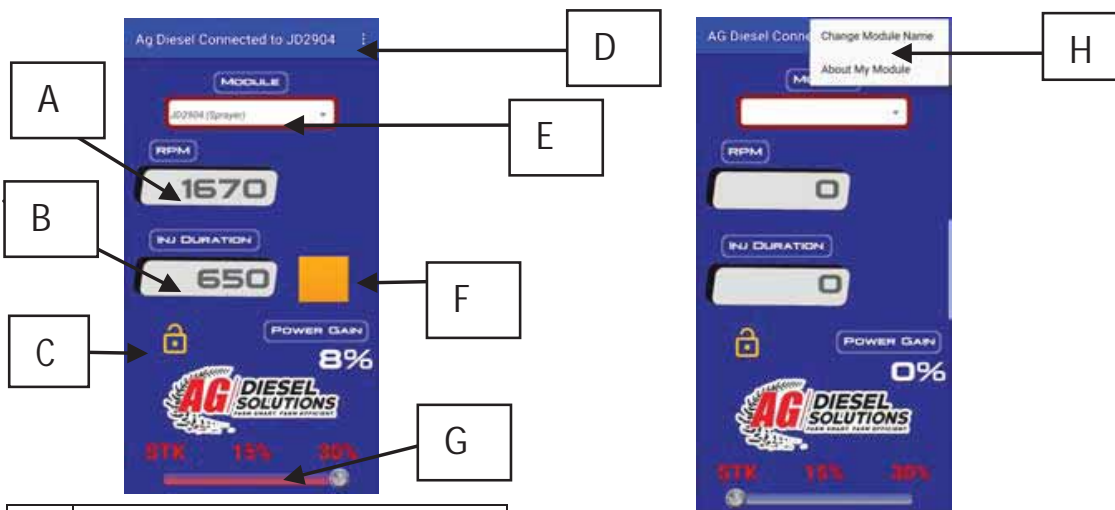 Ag Diesel Connected to JD2904
MODULE
JD2904 (Sprayer)
RPM
1670
INJ DURATION
650
POWER GAIN
8%
AG DIESEL
SOLUTIONS
FARM SMART FARM EFFICIENT
STK 15% 30%
A
B
C
D
E
F
G
AG Diesel Conne
Change Module Name
About My Module
M
RPM
0
INJ DURATION
0
POWER GAIN
0%
AG DIESEL
SOLUTIONS
FARM SMART FARM EFFICIENT
STK 15% 30%
H